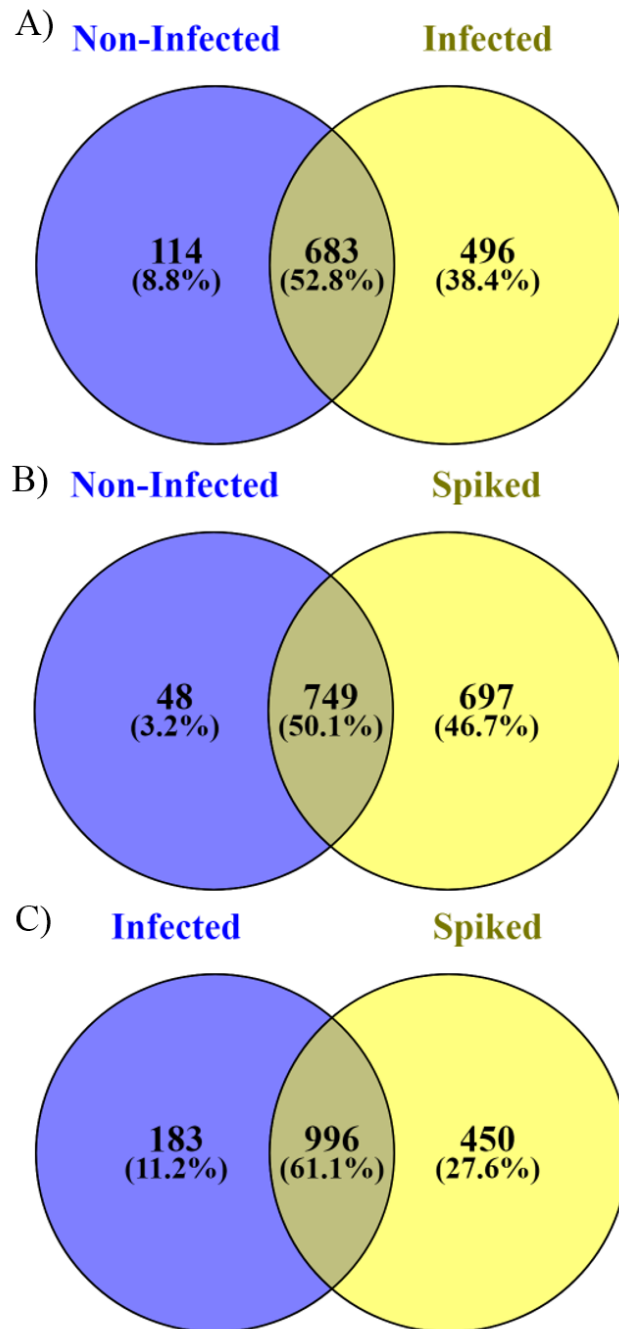 A)
Non-Infected Infected
114 683 496
(8.8%) (52.8%) (38.4%)
B)
Non-Infected Spiked
48 749 697
(3.2%) (50.1%) (46.7%)
C)
Infected Spiked
183 996 450
(11.2%) (61.1%) (27.6%)